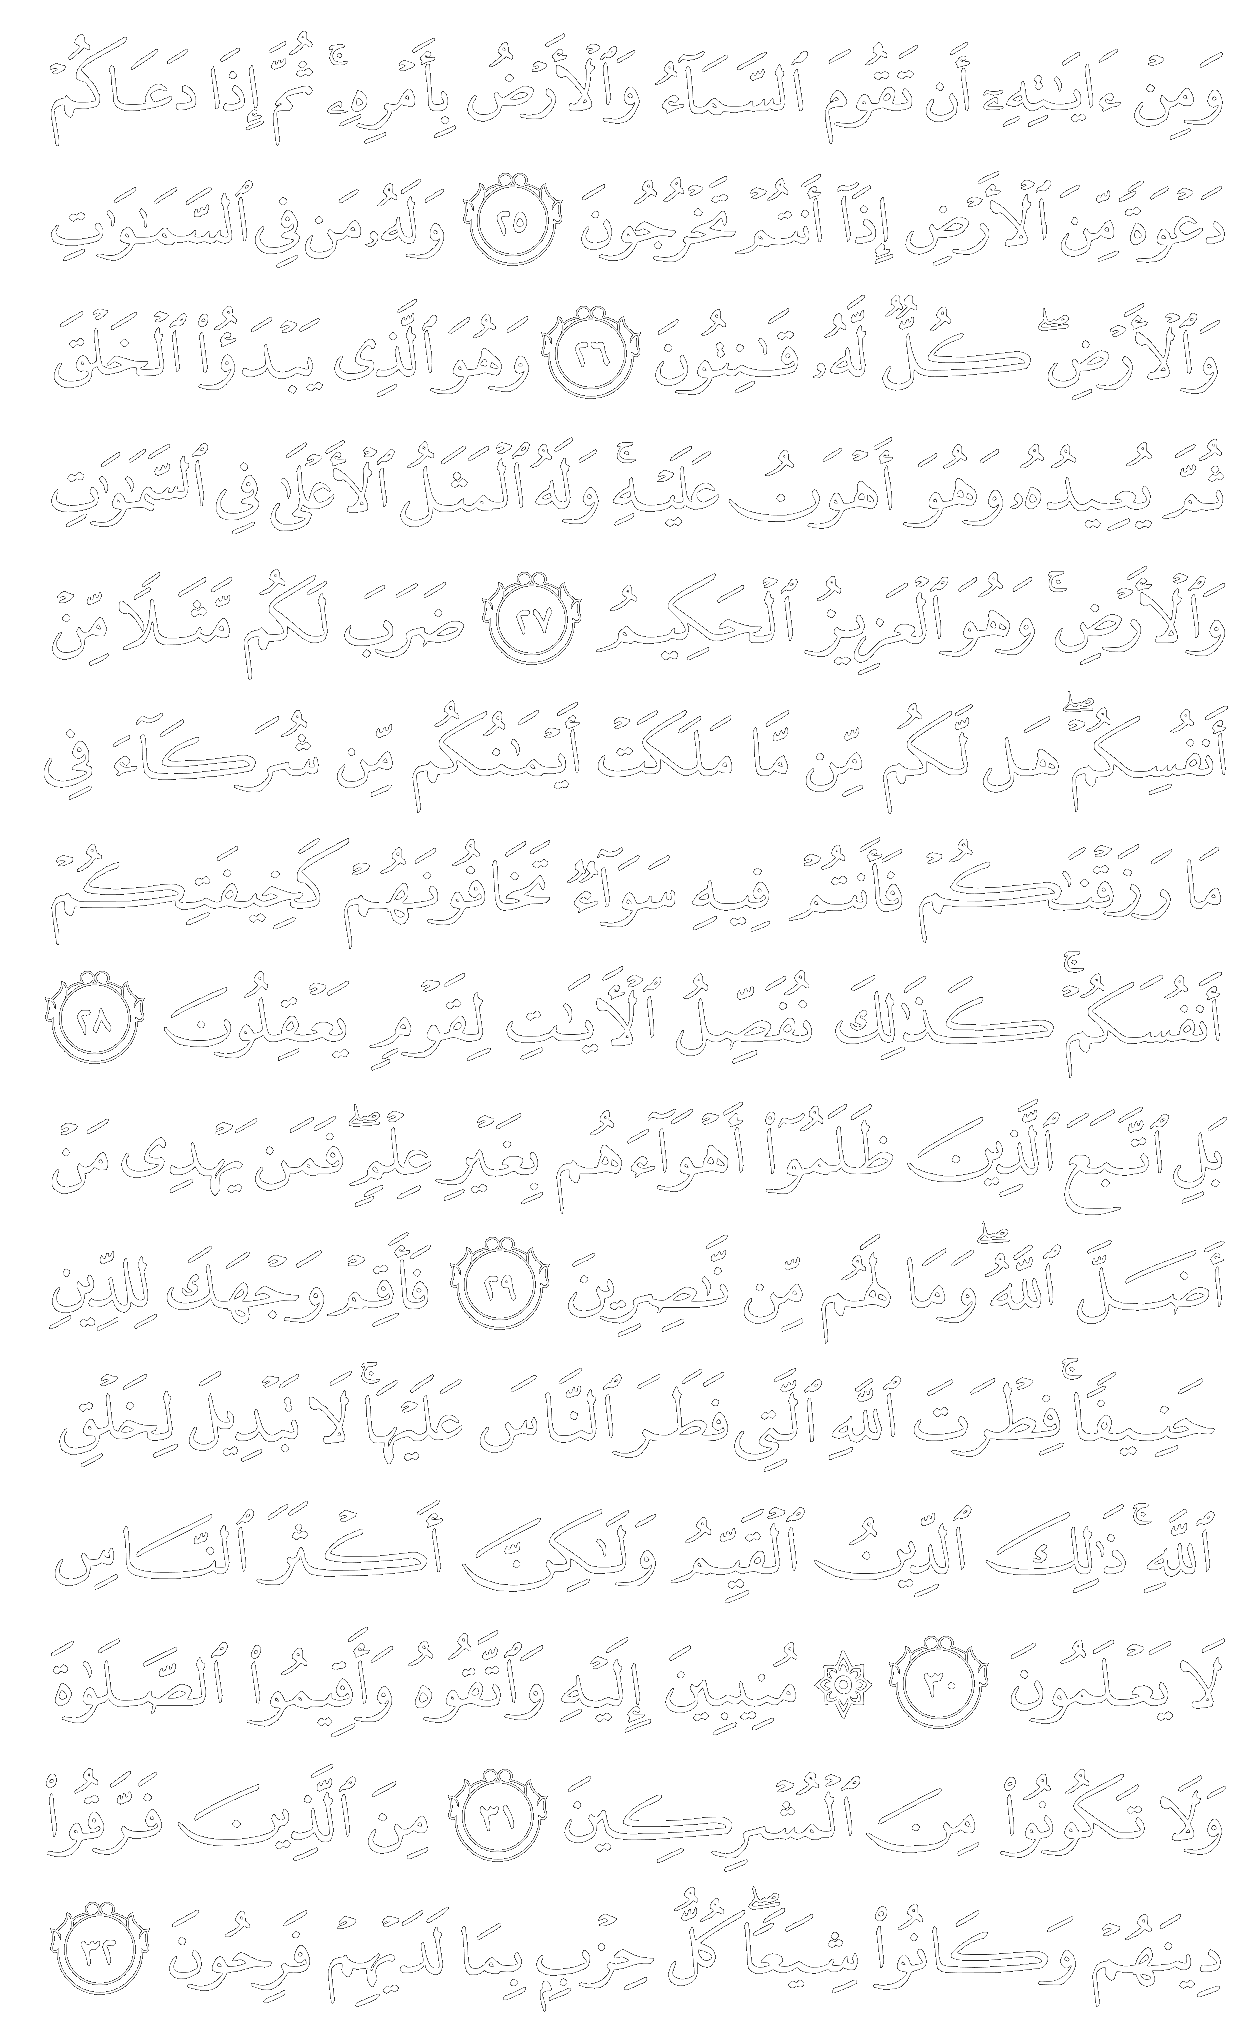 وَمِنْ ءَايَٰتِهِۦٓ أَن تَقُومَ ٱلسَّمَآءُ وَٱلْأَرْضُ بِأَمْرِهِۦ ۚ ثُمَّ إِذَا دَعَاكُمْ
دَعْوَةً مِّنَ ٱلْأَرْضِ إِذَآ أَنتُمْ تَخْرُجُونَ ٢٥ وَلَهُۥ مَن فِى ٱلسَّمَٰوَٰتِ
وَٱلْأَرْضِ ۖ كُلٌّ لَّهُۥ قَٰنِتُونَ ٢٦ وَهُوَ ٱلَّذِى يَبْدَؤُا۟ ٱلْخَلْقَ
ثُمَّ يُعِيدُهُۥ وَهُوَ أَهْوَنُ عَلَيْهِ ۚ وَلَهُ ٱلْمَثَلُ ٱلْأَعْلَىٰ فِى ٱلسَّمَٰوَٰتِ
وَٱلْأَرْضِ ۚ وَهُوَ ٱلْعَزِيزُ ٱلْحَكِيمُ ٢٧ ضَرَبَ لَكُم مَّثَلًا مِّنْ
أَنفُسِكُمْ ۖ هَل لَّكُم مِّن مَّا مَلَكَتْ أَيْمَٰنُكُم مِّن شُرَكَآءَ فِى
مَا رَزَقْنَٰكُمْ فَأَنتُمْ فِيهِ سَوَآءٌ تَخَافُونَهُمْ كَخِيفَتِكُمْ
أَنفُسَكُمْ ۚ كَذَٰلِكَ نُفَصِّلُ ٱلْأَيَٰتِ لِقَوْمٍ يَعْقِلُونَ ٢٨
بَلِ ٱتَّبَعَ ٱلَّذِينَ ظَلَمُوٓا۟ أَهْوَآءَهُم بِغَيْرِ عِلْمٍ ۖ فَمَن يَهْدِى مَنْ
أَضَلَّ ٱللَّهُ ۖ وَمَا لَهُم مِّن نَّٰصِرِينَ ٢٩ فَأَقِمْ وَجْهَكَ لِلدِّينِ
حَنِيفًا ۚ فِطْرَتَ ٱللَّهِ ٱلَّتِى فَطَرَ ٱلنَّاسَ عَلَيْهَا ۚ لَا تَبْدِيلَ لِخَلْقِ
ٱللَّهِ ۚ ذَٰلِكَ ٱلدِّينُ ٱلْقَيِّمُ وَلَٰكِنَّ أَكْثَرَ ٱلنَّاسِ
لَا يَعْلَمُونَ ٣٠ ۞ مُنِيبِينَ إِلَيْهِ وَٱتَّقُوهُ وَأَقِيمُوا۟ ٱلصَّلَوٰةَ
وَلَا تَكُونُوا۟ مِنَ ٱلْمُشْرِكِينَ ٣١ مِنَ ٱلَّذِينَ فَرَّقُوا۟
دِينَهُمْ وَكَانُوا۟ شِيَعًا ۖ كُلُّ حِزْبٍۭ بِمَا لَدَيْهِمْ فَرِحُونَ ٣٢